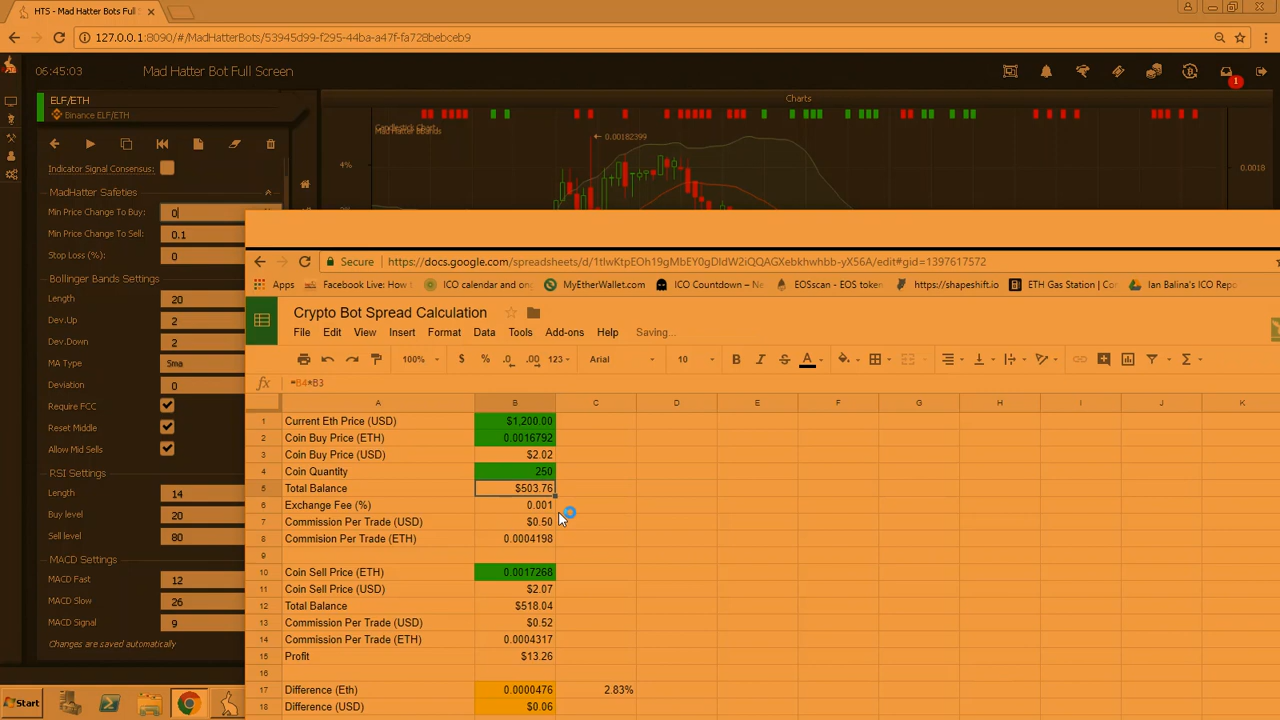 HTS - Mad Hatter Bots Full
127.0.0.1:8090/#/MadHatterBots/53945d99-f295-44ba-a47f-fa728bebceb9
06:45:03
Mad Hatter Bot Full Screen
1
ELF/ETH
Binance ELF/ETH
Charts
Candlestick Chart
0.00182399
4%
0.0018
Indicator Signal Consensus:
MadHatter Safeties
Min Price Change To Buy: 0
Min Price Change To Sell: 0.1
Stop Loss (%): 0
Bollinger Bands Settings
Length 20
Dev.Up 2
Dev.Down 2
MA Type Sma
Deviation 0
Require FCC
Reset Middle
Allow Mid Sells
RSI Settings
Length 14
Buy level 20
Sell level 80
MACD Settings
MACD Fast 12
MACD Slow 26
MACD Signal 9
Changes are saved automatically
Start
Secure https://docs.google.com/spreadsheets/d/1tlwKtpEOh19gMbEY0gDldW2iQQAGXebkhwhbb-yX56A/edit#gid=1397617572
Apps Facebook Live: How t ICO calendar and on MyEtherWallet.com ICO Countdown – Ne EOSscan - EOS token https://shapeshift.io ETH Gas Station | Con Ian Balina's ICO Repo
Crypto Bot Spread Calculation
File Edit View Insert Format Data Tools Add-ons Help Saving...
100% $ % .0 .00 123 Arial 10 B I S A
fx =B4*B3
A B C D E F G H I J K
1 Current Eth Price (USD) $1,200.00
2 Coin Buy Price (ETH) 0.0016792
3 Coin Buy Price (USD) $2.02
4 Coin Quantity 250
5 Total Balance $503.76
6 Exchange Fee (%) 0.001
7 Commission Per Trade (USD) $0.50
8 Commision Per Trade (ETH) 0.0004198
9
10 Coin Sell Price (ETH) 0.0017268
11 Coin Sell Price (USD) $2.07
12 Total Balance $518.04
13 Commission Per Trade (USD) $0.52
14 Commission Per Trade (ETH) 0.0004317
15 Profit $13.26
16
17 Difference (Eth) 0.0000476 2.83%
18 Difference (USD) $0.06